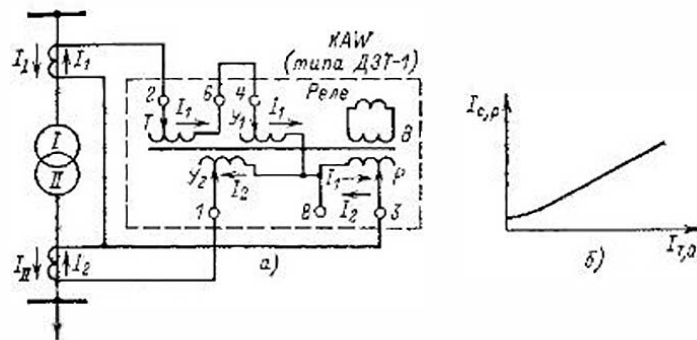 KAW
(типа ДЗТ-1)
Реле
I_I
I_1
2
6
4
I_1
I_1
T
У_1
В
I
II
У_2
I_2
I_1
I_2
Р
1
8
3
I_II
I_2
а)
I_с,р
I_т,а
б)